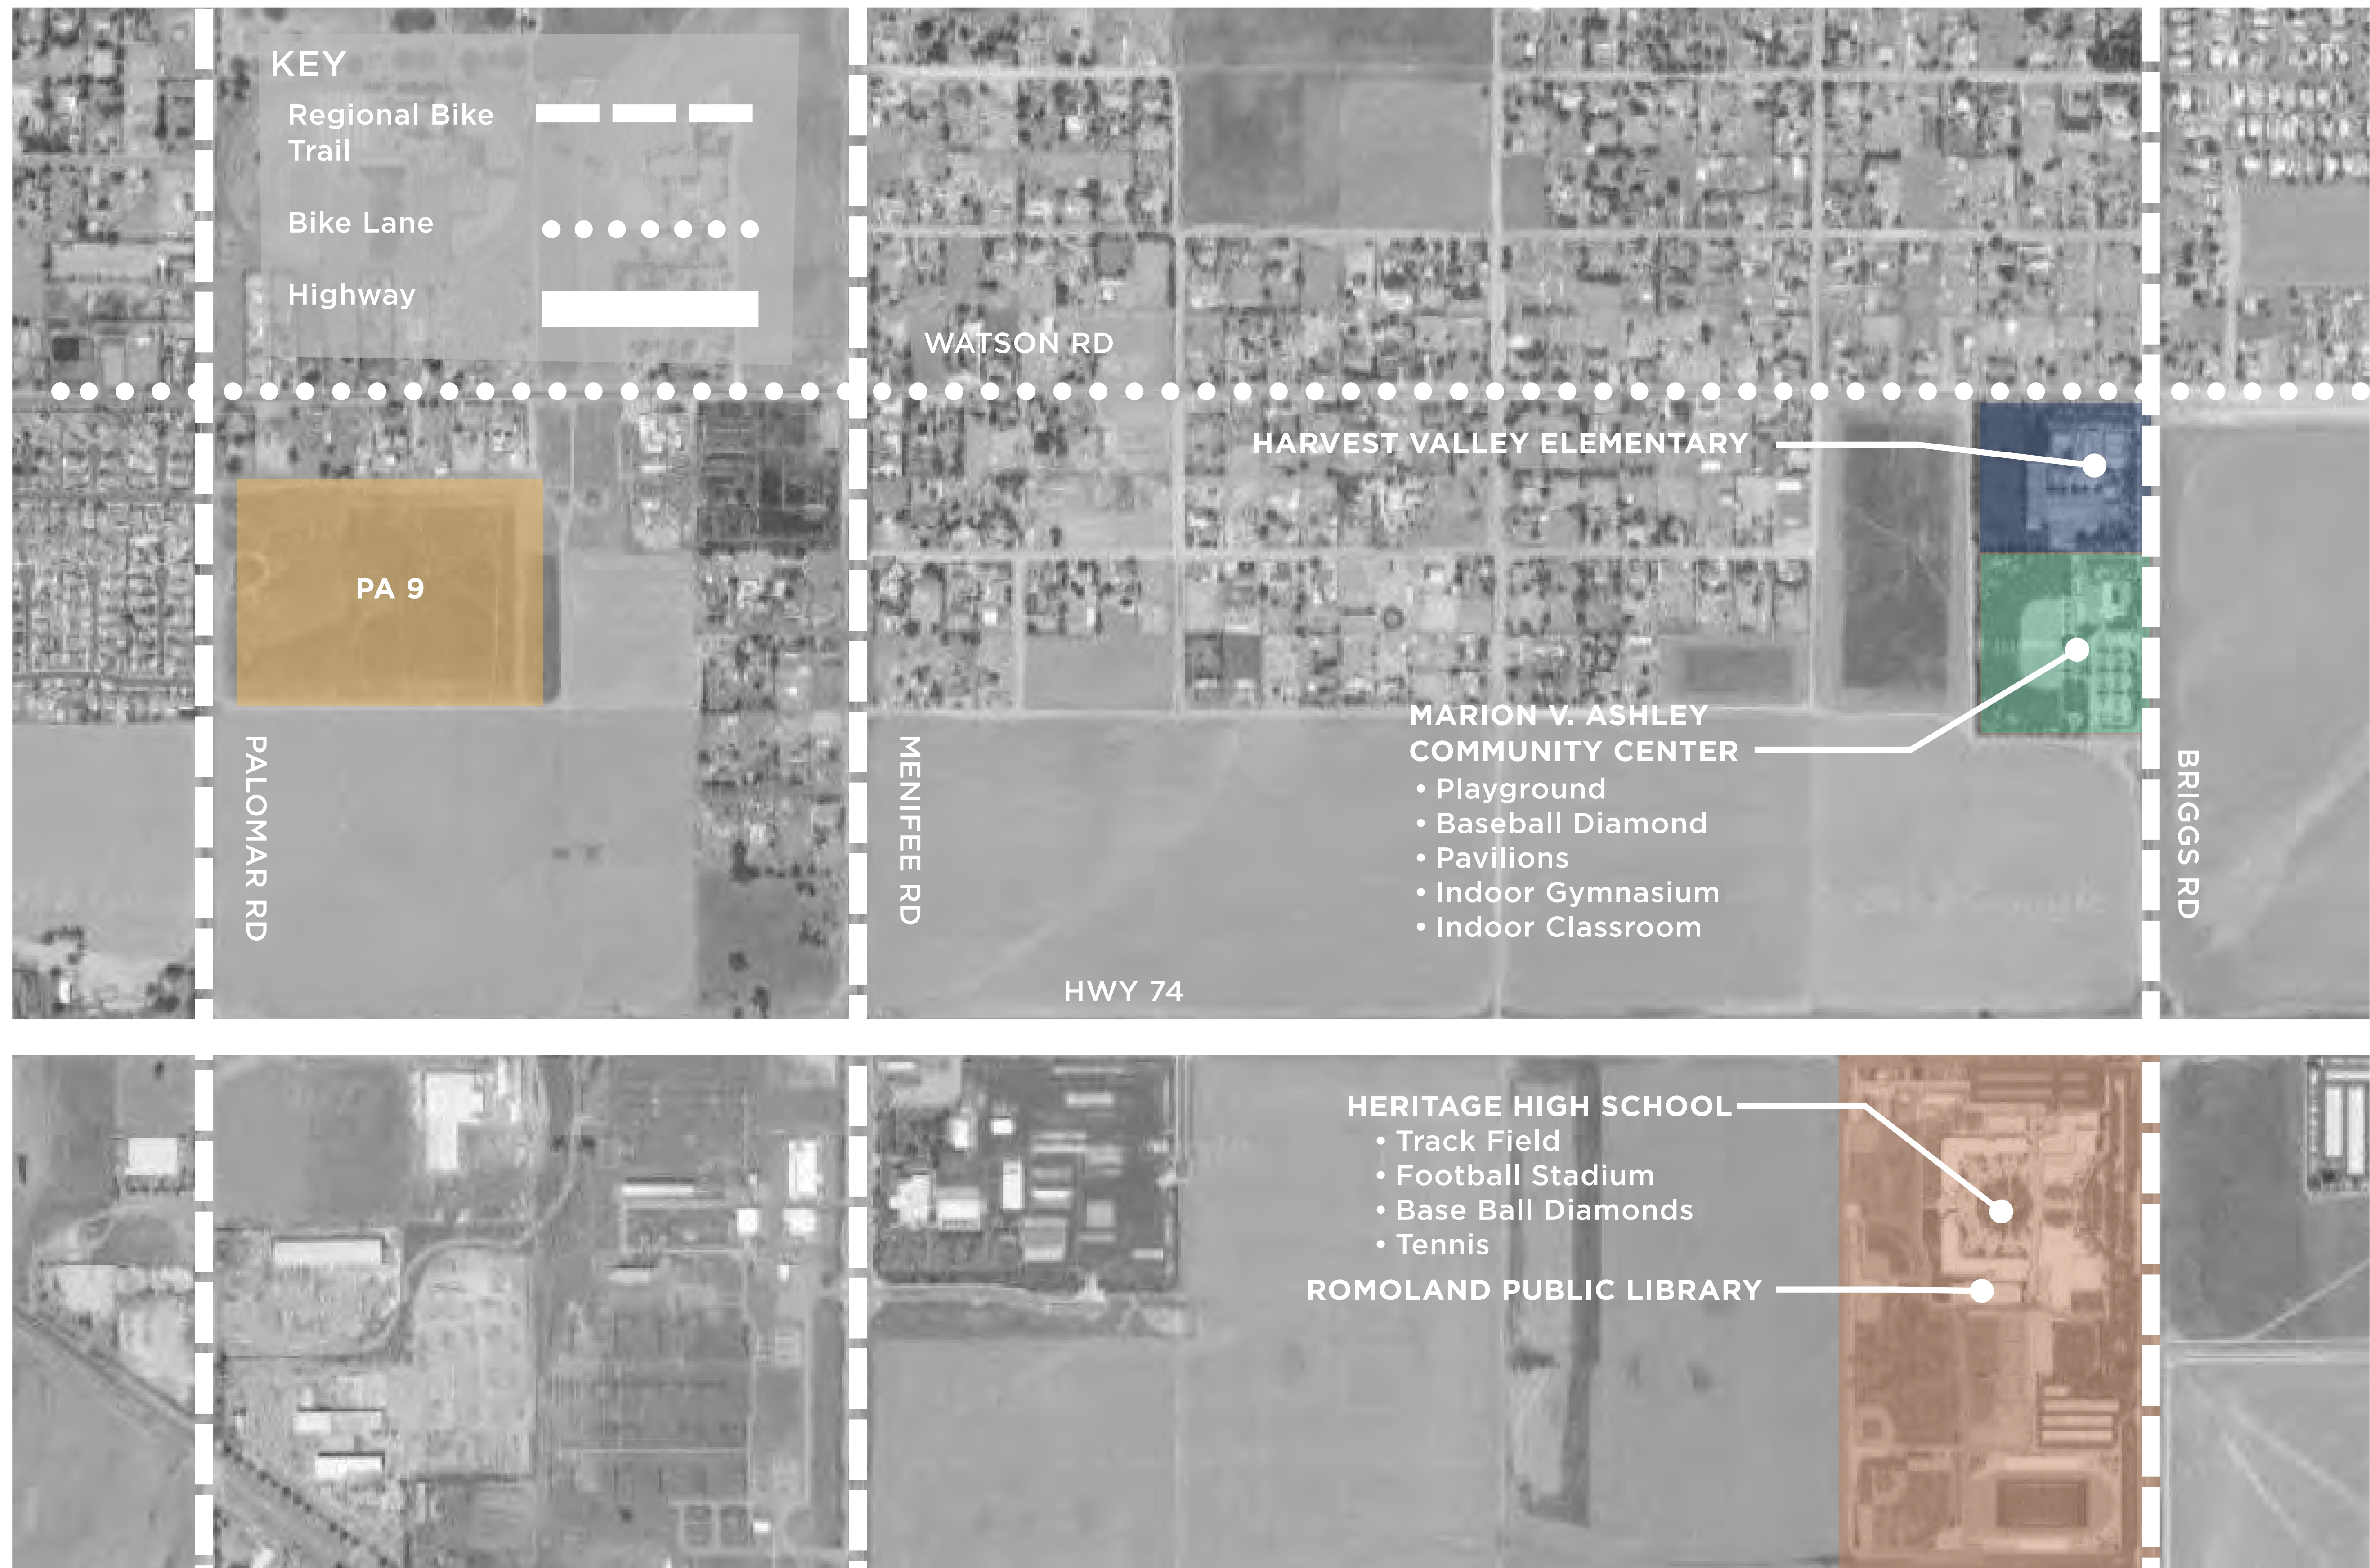 KEY
Regional Bike
Trail
Bike Lane
Highway
WATSON RD
HARVEST VALLEY ELEMENTARY
PA 9
MARION V. ASHLEY
COMMUNITY CENTER
• Playground
• Baseball Diamond
• Pavilions
• Indoor Gymnasium
• Indoor Classroom
PALOMAR RD
MENIFEE RD
BRIGGS RD
HWY 74
HERITAGE HIGH SCHOOL
• Track Field
• Football Stadium
• Base Ball Diamonds
• Tennis
ROMOLAND PUBLIC LIBRARY